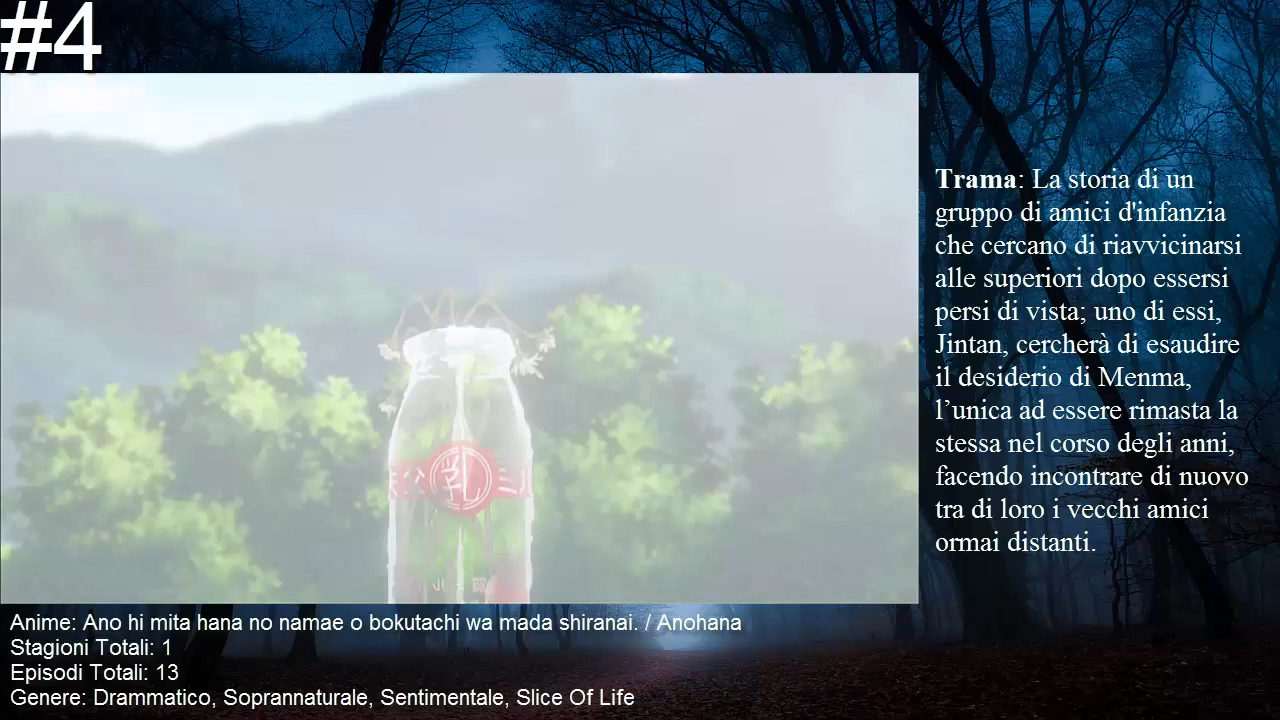 #4
乳
Trama: La storia di un
gruppo di amici d'infanzia
che cercano di riavvicinarsi
alle superiori dopo essersi
persi di vista; uno di essi,
Jintan, cercherà di esaudire
il desiderio di Menma,
l’unica ad essere rimasta la
stessa nel corso degli anni,
facendo incontrare di nuovo
tra di loro i vecchi amici
ormai distanti.
Anime: Ano hi mita hana no namae o bokutachi wa mada shiranai. / Anohana
Stagioni Totali: 1
Episodi Totali: 13
Genere: Drammatico, Soprannaturale, Sentimentale, Slice Of Life